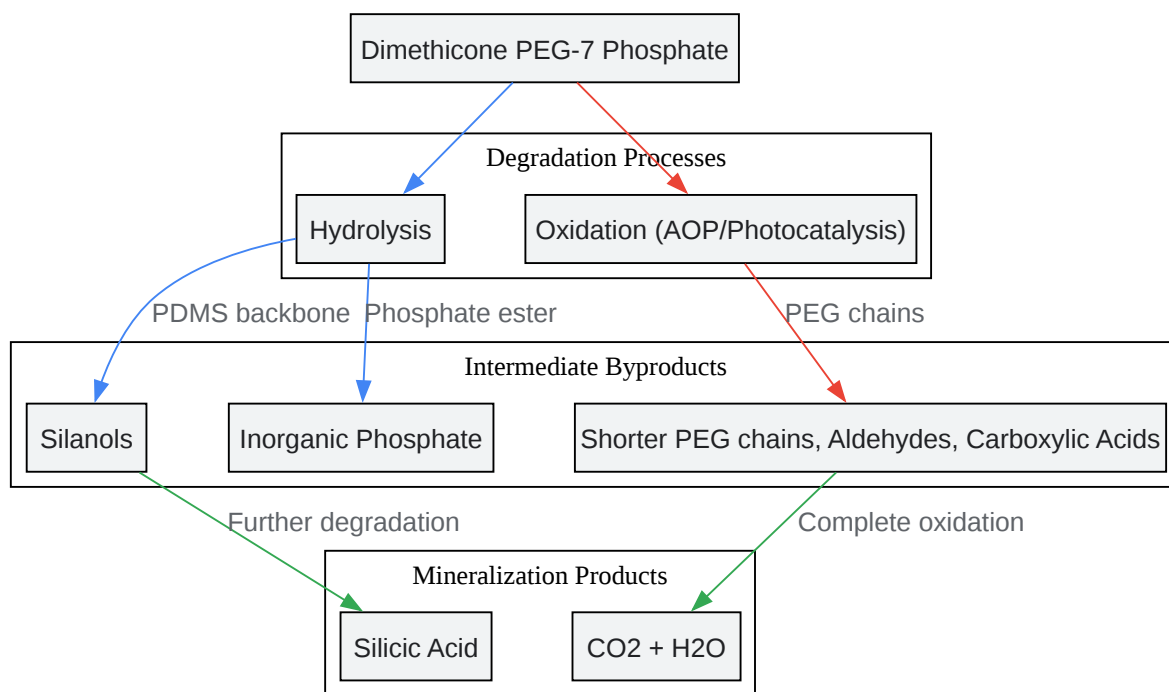 Dimethicone PEG-7 Phosphate
Degradation Processes
Hydrolysis
Oxidation (AOP/Photocatalysis)
PDMS backbone
Phosphate ester
PEG chains
Intermediate Byproducts
Silanols
Inorganic Phosphate
Shorter PEG chains, Aldehydes, Carboxylic Acids
Further degradation
Complete oxidation
Mineralization Products
Silicic Acid
CO2 + H2O